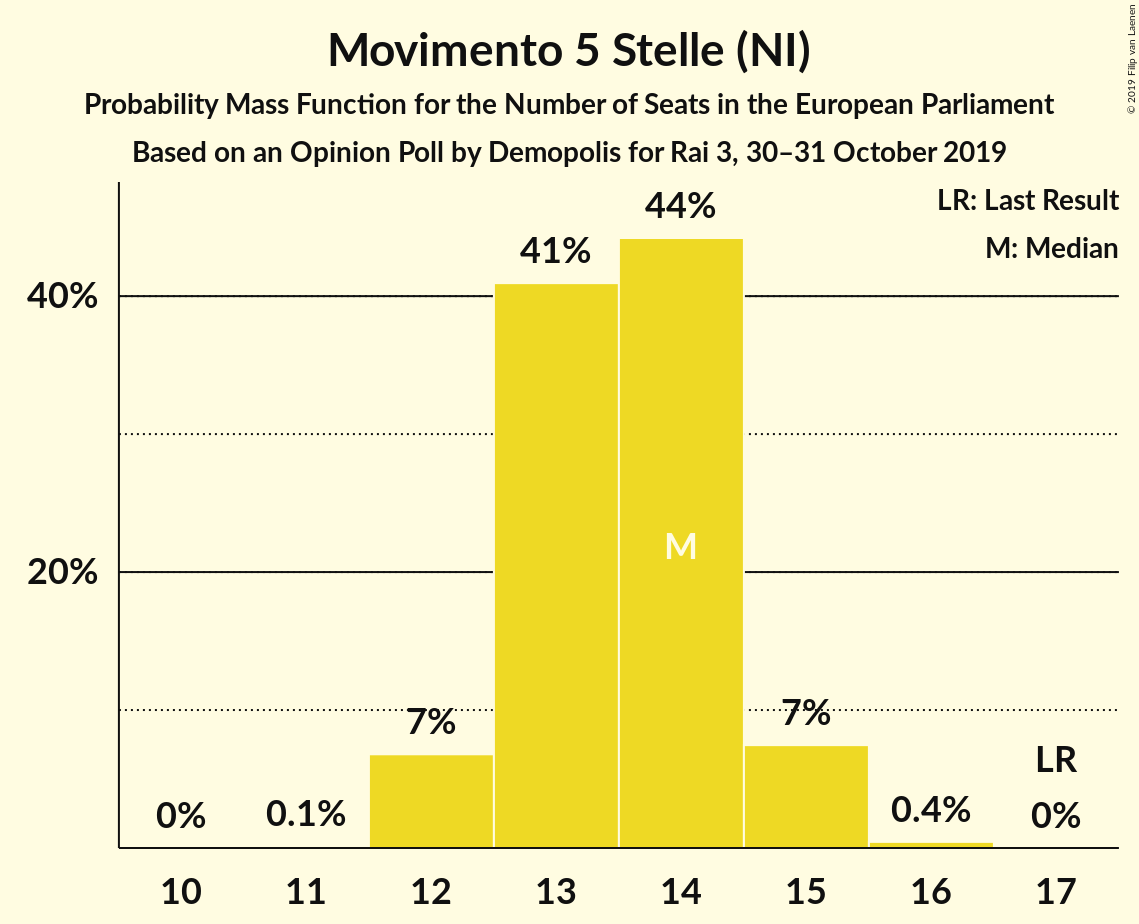 Movimento 5 Stelle (NI)
Probability Mass Function for the Number of Seats in the European Parliament
Based on an Opinion Poll by Demopolis for Rai 3, 30–31 October 2019
© 2019 Filip van Laenen
LR: Last Result
M: Median
44%
41%
40%
M
20%
7%
7%
LR
0%
0.1%
0.4%
0%
10 11 12 13 14 15 16 17